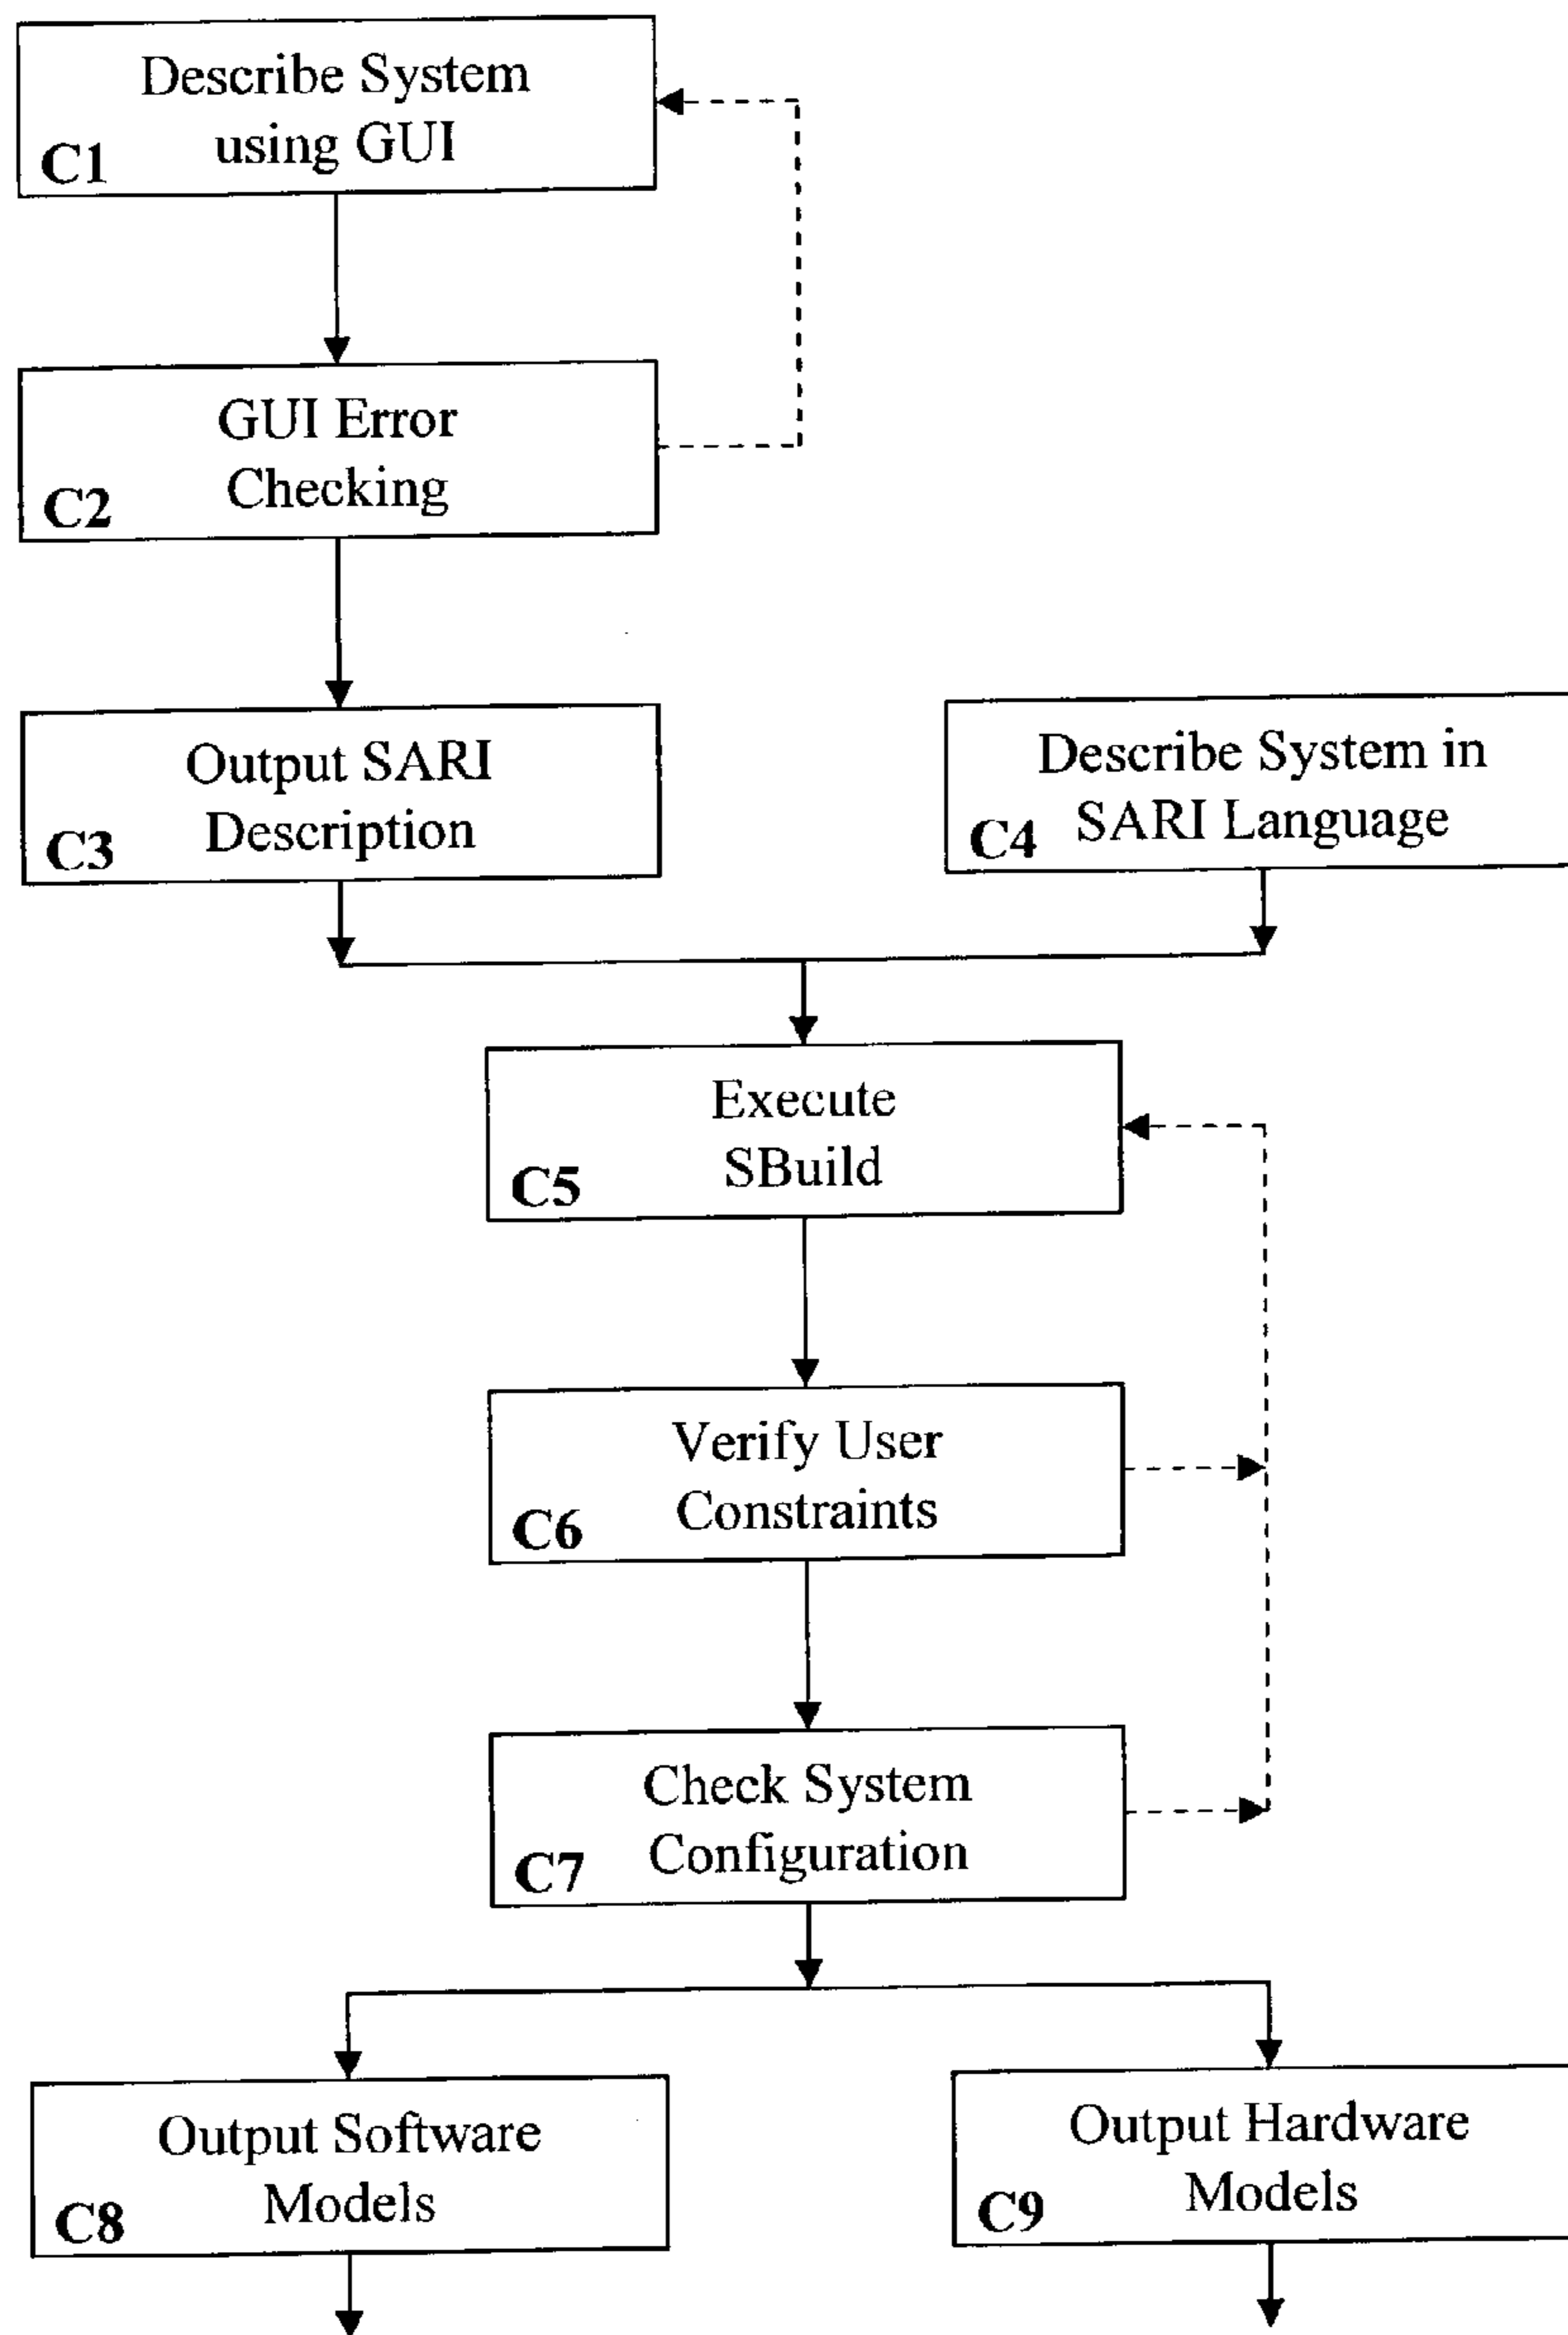 Describe System
using GUI
C1
GUI Error
Checking
C2
Output SARI
Description
C3
Describe System in
SARI Language
C4
Execute
SBuild
C5
Verify User
Constraints
C6
Check System
Configuration
C7
Output Software
Models
C8
Output Hardware
Models
C9